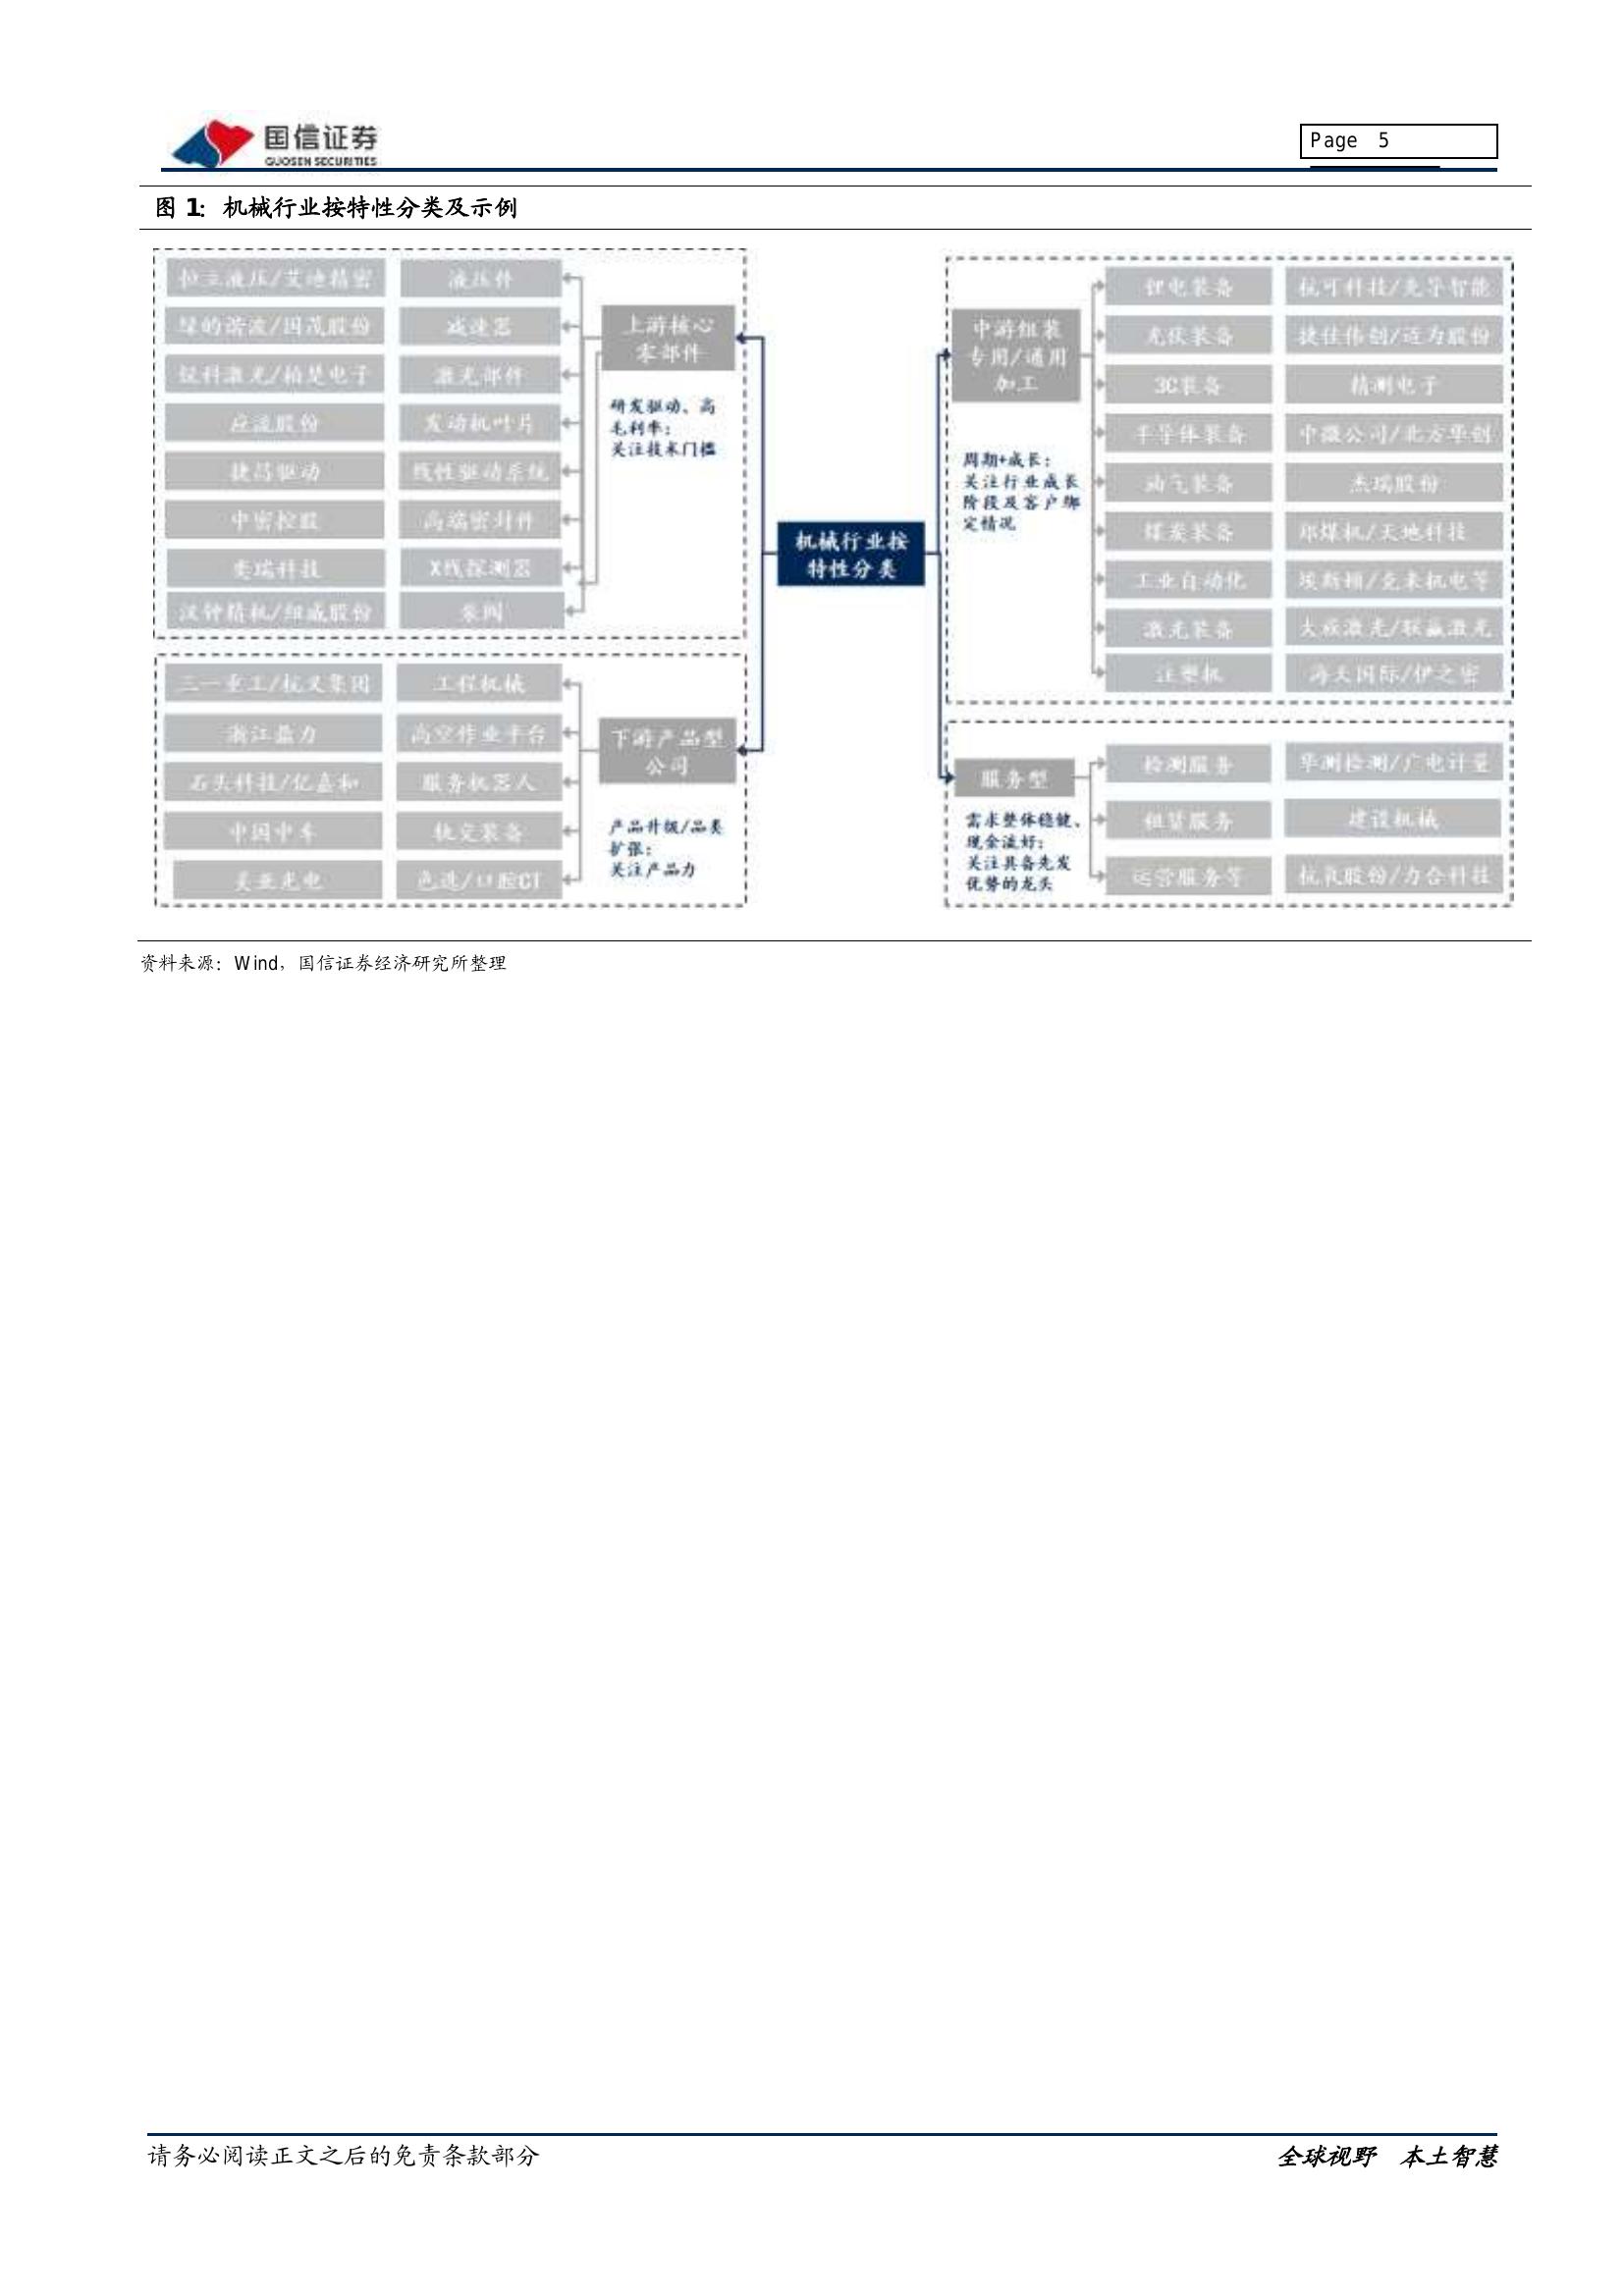 国信证券
GUOSEN SECURITIES
Page 5
图 1: 机械行业按特性分类及示例
恒立液压/艾迪精密 液压件
绿的谐波/国茂股份 减速器
锐科激光/柏楚电子 激光部件
应流股份 发动机叶片
捷昌驱动 线性驱动系统
中密控股 高端密封件
奕瑞科技 X线探测器
汉钟精机/纽威股份 泵阀
上游核心
零部件
研发驱动、高
毛利率;
关注技术门槛
三一重工/杭叉集团 工程机械
浙江鼎力 高空作业平台
石头科技/亿嘉和 服务机器人
中国中车 轨交装备
美亚光电 色选/口腔CT
下游产品型
公司
产品升级/品类
扩张;
关注产品力
机械行业按
特性分类
中游组装
专用/通用
加工
周期+成长;
关注行业成长
阶段及客户绑
定情况
锂电装备 杭可科技/先导智能
光伏装备 捷佳伟创/迈为股份
3C装备 精测电子
半导体装备 中微公司/北方华创
油气装备 杰瑞股份
煤炭装备 郑煤机/天地科技
工业自动化 埃斯顿/克来机电等
激光装备 大族激光/联赢激光
注塑机 海天国际/伊之密
服务型
需求整体稳健、
现金流好;
关注具备先发
优势的龙头
检测服务 华测检测/广电计量
租赁服务 建设机械
运营服务等 杭氧股份/力合科技
资料来源: Wind, 国信证券经济研究所整理
请务必阅读正文之后的免责条款部分
全球视野 本土智慧